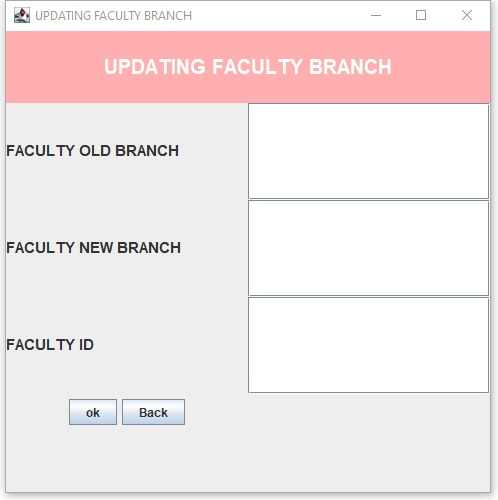 UPDATING FACULTY BRANCH
UPDATING FACULTY BRANCH
FACULTY OLD BRANCH
FACULTY NEW BRANCH
FACULTY ID
ok Back